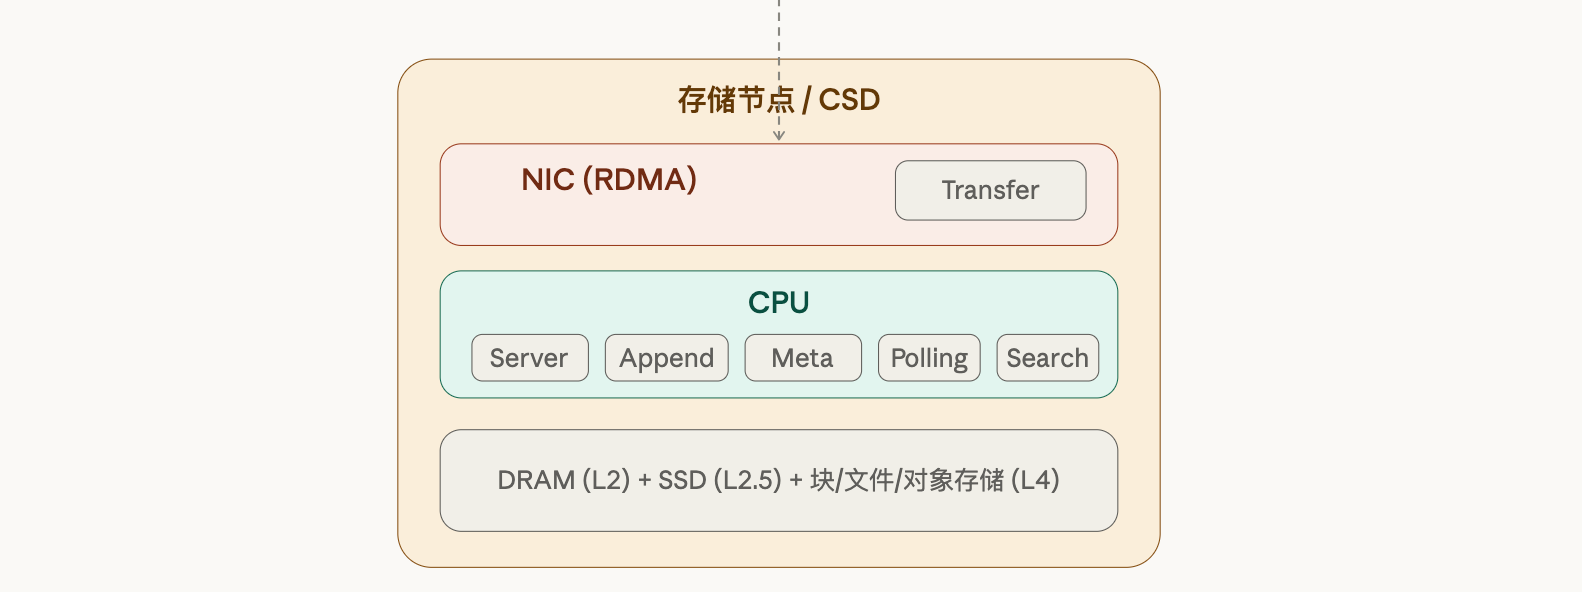 存储节点 / CSD
NIC (RDMA)
Transfer
CPU
Server
Append
Meta
Polling
Search
DRAM (L2) + SSD (L2.5) + 块/文件/对象存储 (L4)